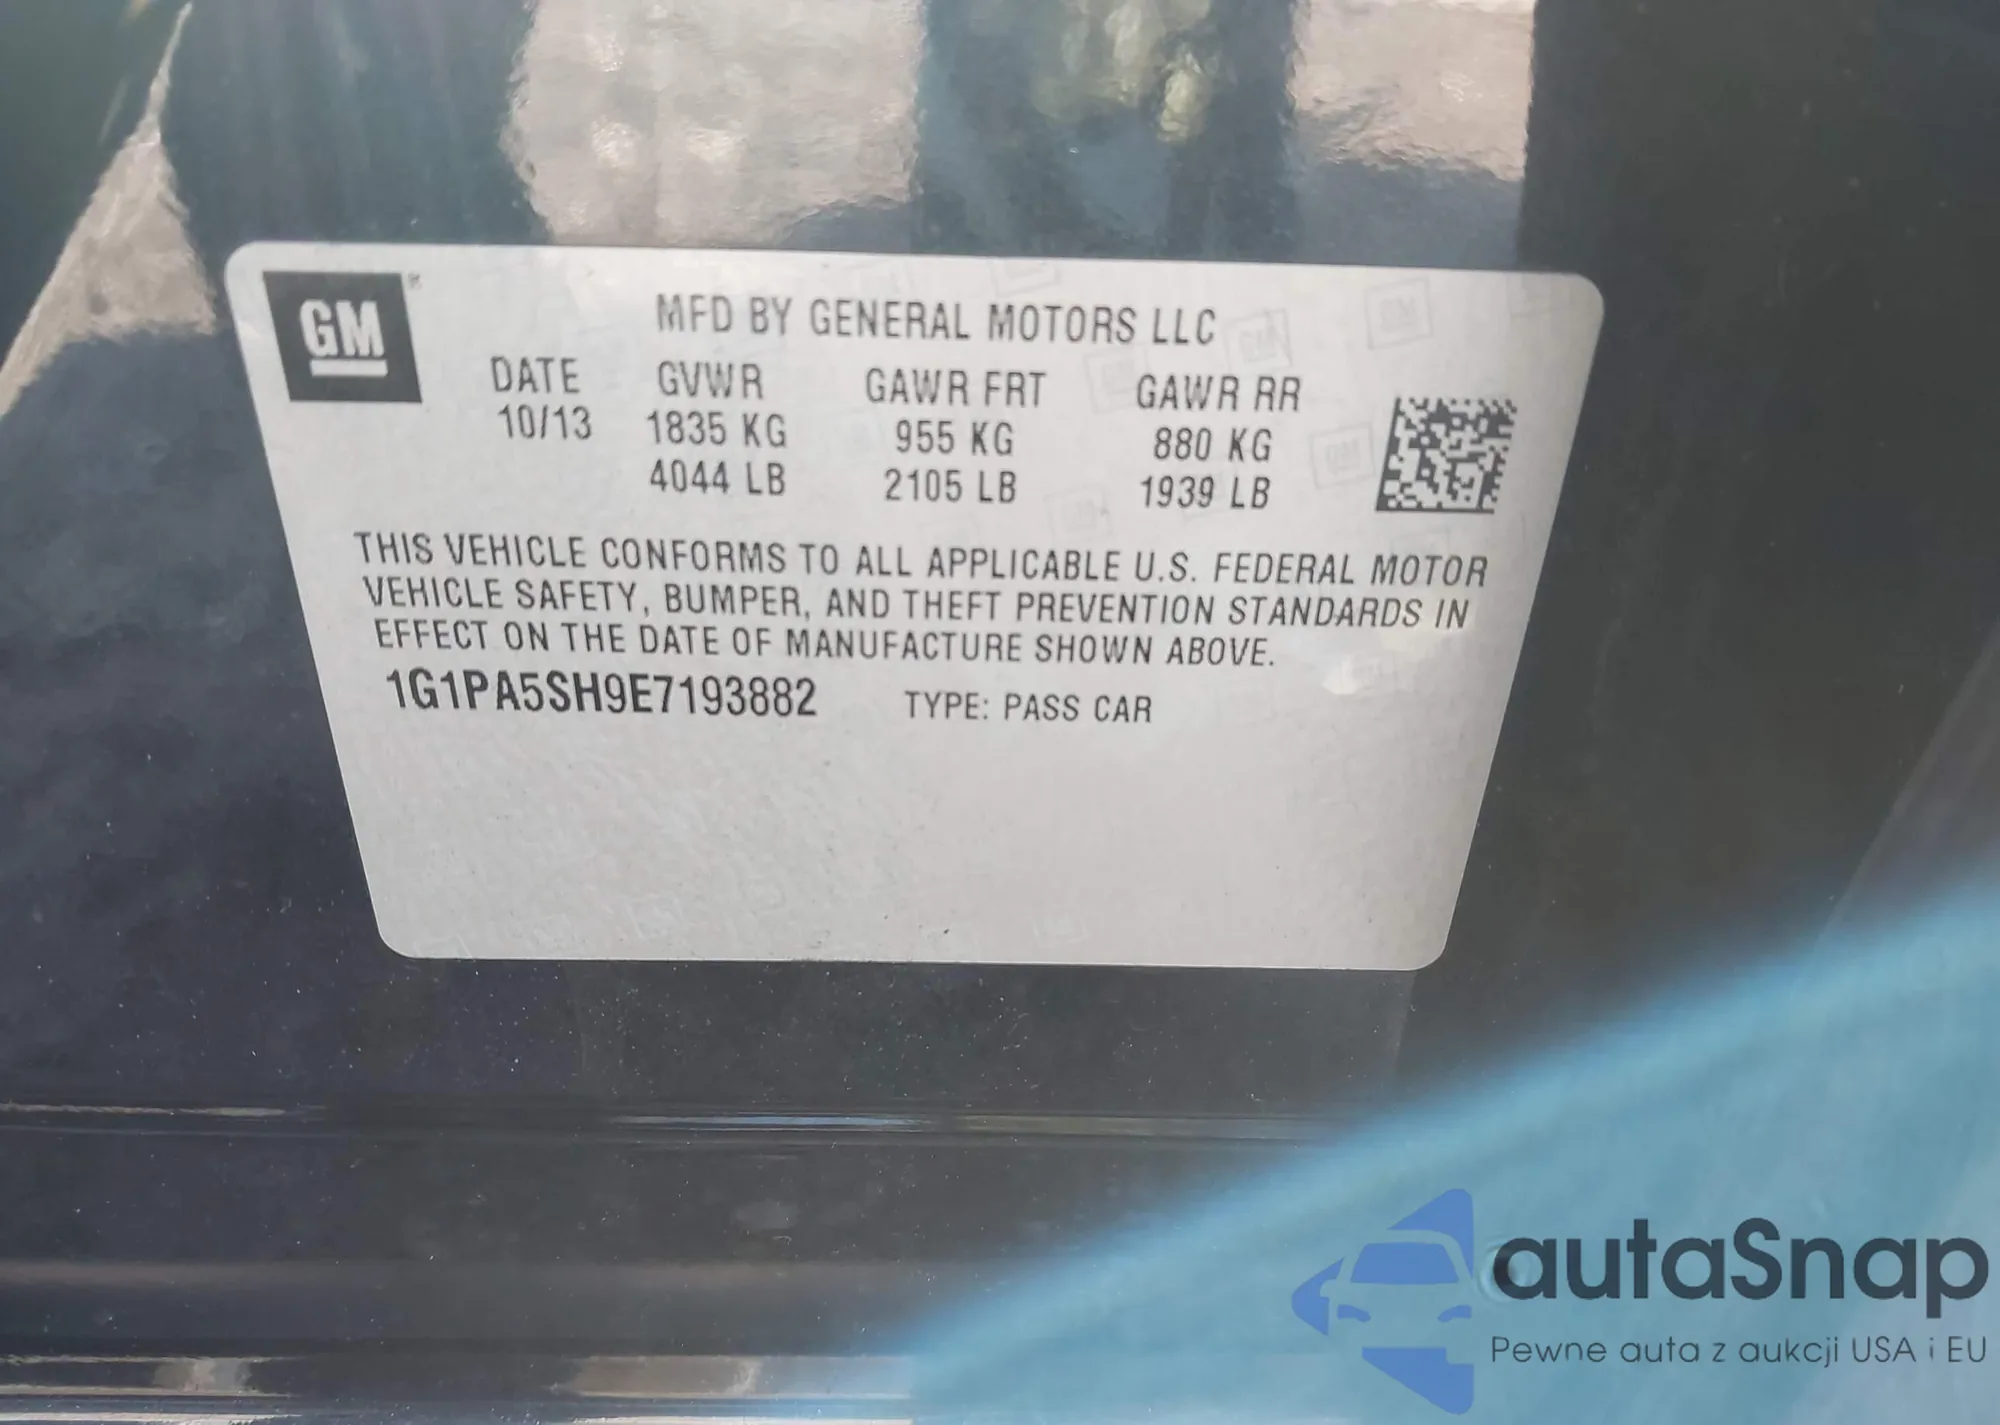 GM
MFD BY GENERAL MOTORS LLC
DATE GVWR GAWR FRT GAWR RR
10/13 1835 KG 955 KG 880 KG
4044 LB 2105 LB 1939 LB
THIS VEHICLE CONFORMS TO ALL APPLICABLE U.S. FEDERAL MOTOR
VEHICLE SAFETY, BUMPER, AND THEFT PREVENTION STANDARDS IN
EFFECT ON THE DATE OF MANUFACTURE SHOWN ABOVE.
1G1PA5SH9E7193882 TYPE: PASS CAR
autaSnap
Pewne auta z aukcji USA i EU